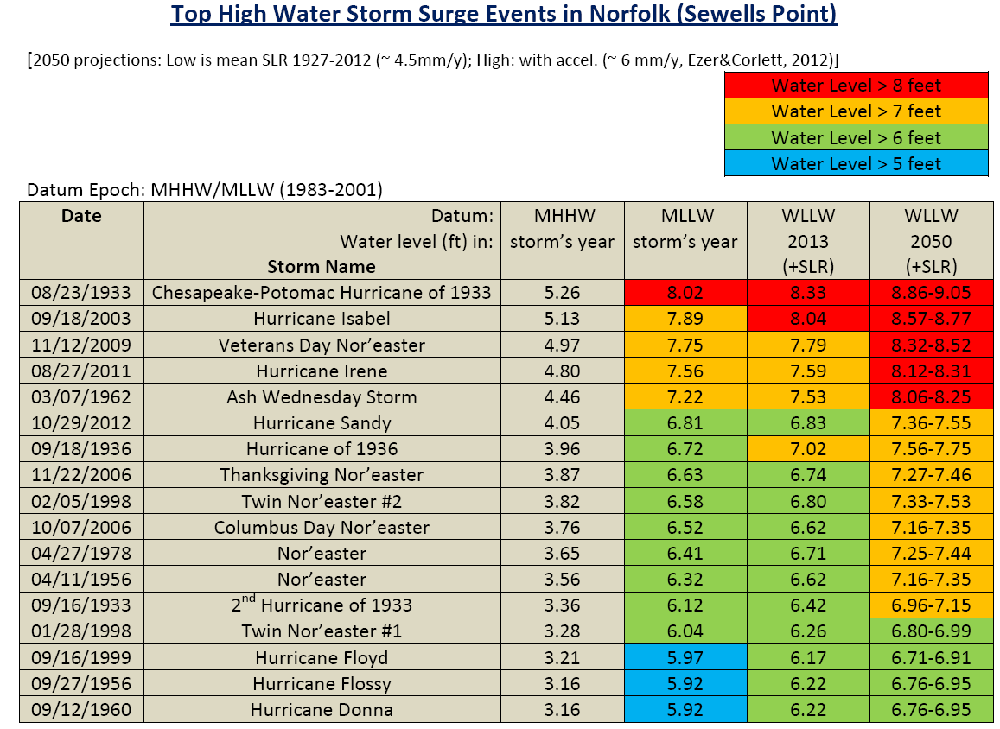 Top High Water Storm Surge Events in Norfolk (Sewells Point)
[2050 projections: Low is mean SLR 1927-2012 (~ 4.5mm/y); High: with accel. (~ 6 mm/y, Ezer&Corlett, 2012)]
Water Level > 8 feet
Water Level > 7 feet
Water Level > 6 feet
Water Level > 5 feet
Datum Epoch: MHHW/MLLW (1983-2001)
Date Datum: MHHW MLLW WLLW WLLW
Water level (ft) in: storm’s year storm’s year 2013 2050
Storm Name (+SLR) (+SLR)
08/23/1933 Chesapeake-Potomac Hurricane of 1933 5.26 8.02 8.33 8.86-9.05
09/18/2003 Hurricane Isabel 5.13 7.89 8.04 8.57-8.77
11/12/2009 Veterans Day Nor’easter 4.97 7.75 7.79 8.32-8.52
08/27/2011 Hurricane Irene 4.80 7.56 7.59 8.12-8.31
03/07/1962 Ash Wednesday Storm 4.46 7.22 7.53 8.06-8.25
10/29/2012 Hurricane Sandy 4.05 6.81 6.83 7.36-7.55
09/18/1936 Hurricane of 1936 3.96 6.72 7.02 7.56-7.75
11/22/2006 Thanksgiving Nor’easter 3.87 6.63 6.74 7.27-7.46
02/05/1998 Twin Nor’easter #2 3.82 6.58 6.80 7.33-7.53
10/07/2006 Columbus Day Nor’easter 3.76 6.52 6.62 7.16-7.35
04/27/1978 Nor’easter 3.65 6.41 6.71 7.25-7.44
04/11/1956 Nor’easter 3.56 6.32 6.62 7.16-7.35
09/16/1933 2nd Hurricane of 1933 3.36 6.12 6.42 6.96-7.15
01/28/1998 Twin Nor’easter #1 3.28 6.04 6.26 6.80-6.99
09/16/1999 Hurricane Floyd 3.21 5.97 6.17 6.71-6.91
09/27/1956 Hurricane Flossy 3.16 5.92 6.22 6.76-6.95
09/12/1960 Hurricane Donna 3.16 5.92 6.22 6.76-6.95